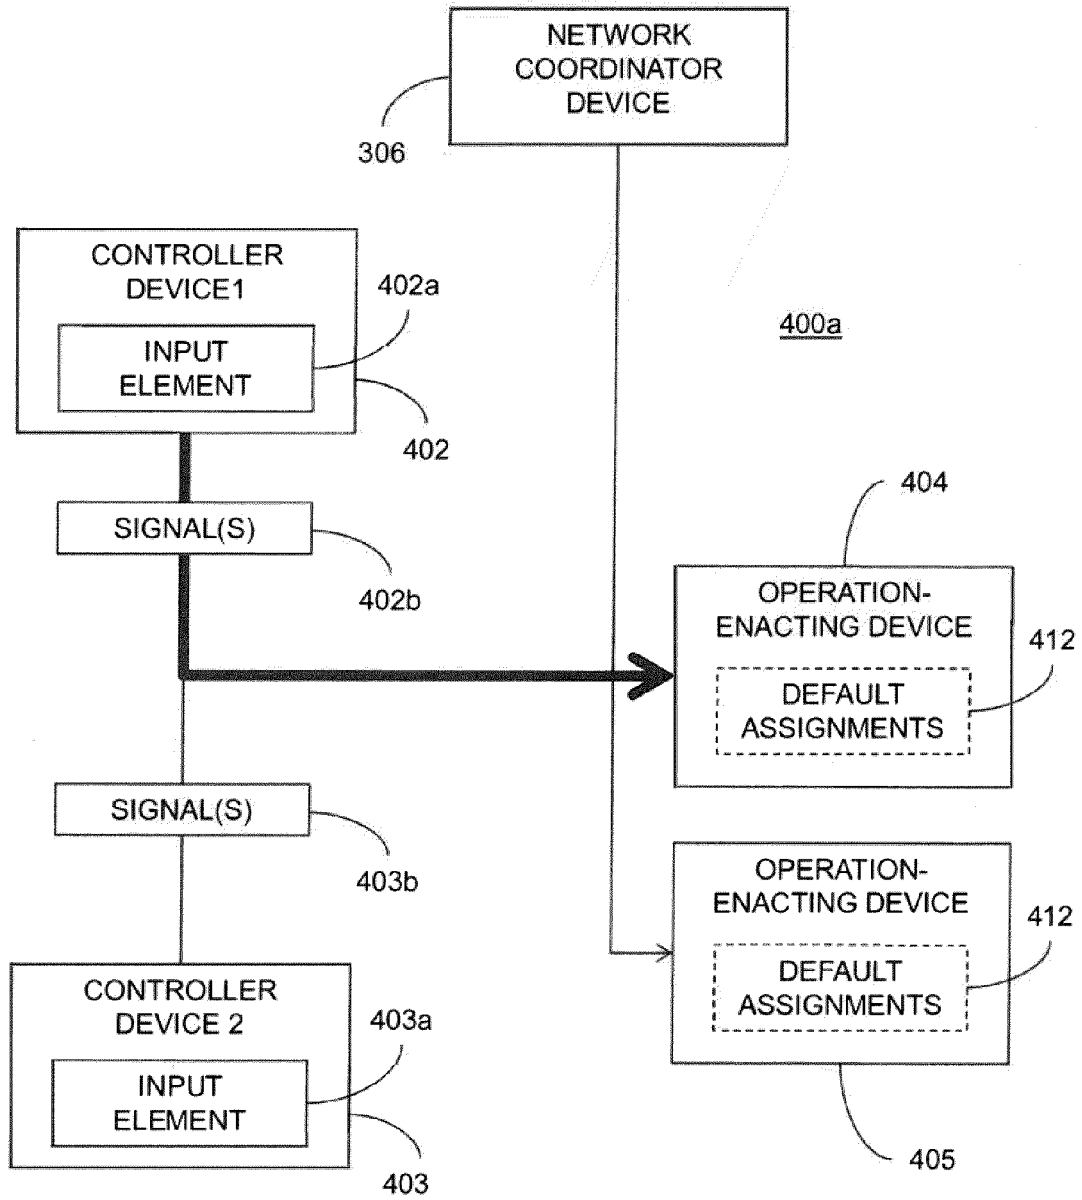 NETWORK
COORDINATOR
DEVICE
306
CONTROLLER
DEVICE1
402a
INPUT
ELEMENT
402
400a
SIGNAL(S)
402b
404
OPERATION-
ENACTING DEVICE
412
DEFAULT
ASSIGNMENTS
SIGNAL(S)
403b
OPERATION-
ENACTING DEVICE
412
DEFAULT
ASSIGNMENTS
405
CONTROLLER
DEVICE 2
403a
INPUT
ELEMENT
403